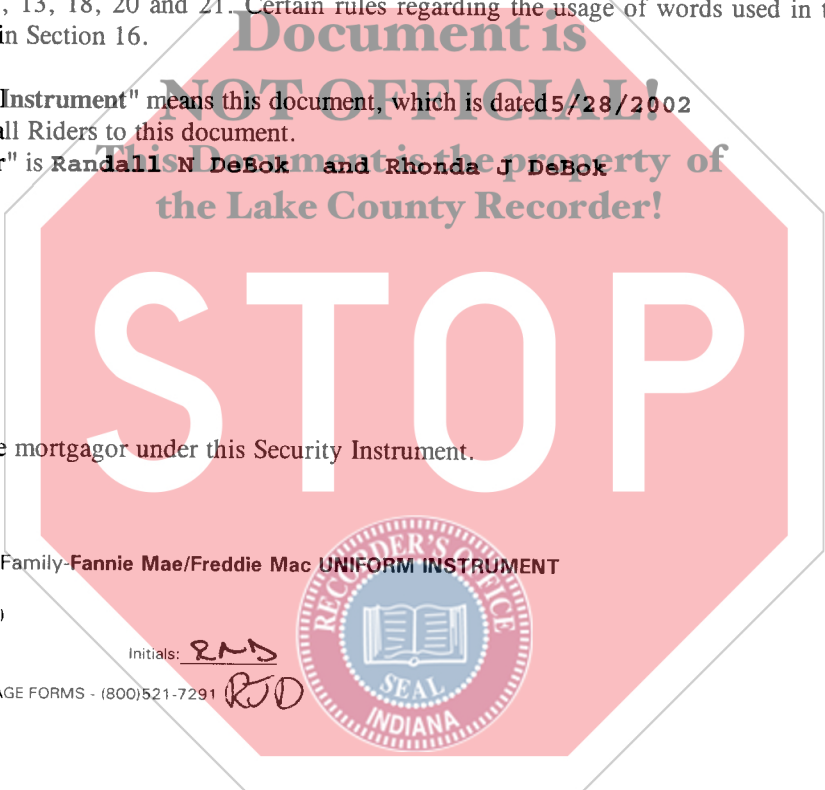 , 13, 18, 20 and 21. Certain rules regarding the usage of words used in t
in Section 16.
Document is
NOT OFFICIAL!
Instrument" means this document, which is dated 5/28/2002
all Riders to this document.
r" is Randall N DeBok and Rhonda J DeBok
This Document is the property of
the Lake County Recorder!
STOP
e mortgagor under this Security Instrument.
Family-Fannie Mae/Freddie Mac UNIFORM INSTRUMENT
)
RECORDER'S OFFICE
SEAL
INDIANA
Initials: RND
AGE FORMS - (800)521-7291 RJD